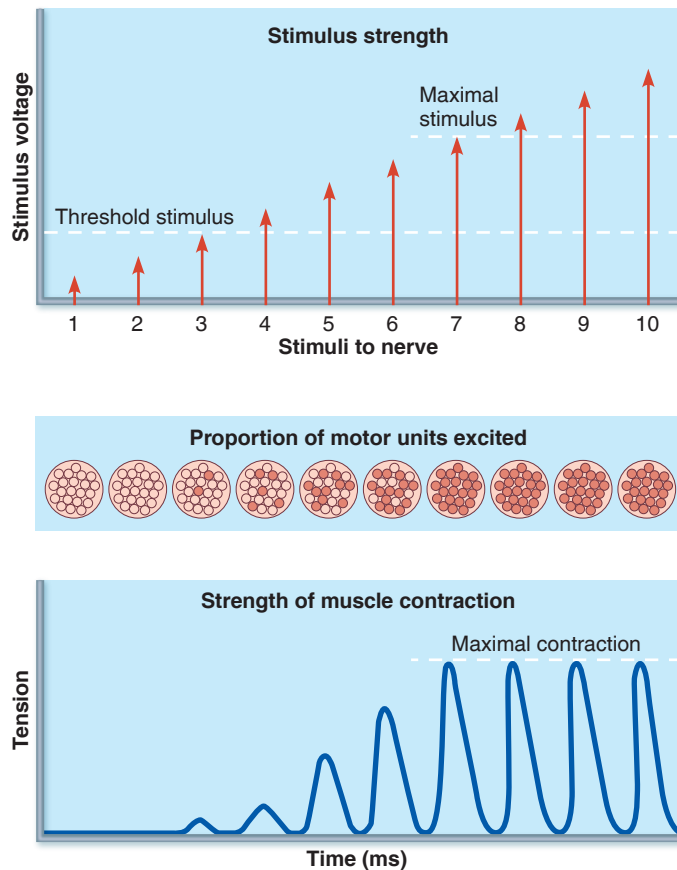 Stimulus strength
Stimulus voltage
Maximal
stimulus
Threshold stimulus
1 2 3 4 5 6 7 8 9 10
Stimuli to nerve
Proportion of motor units excited
Strength of muscle contraction
Tension
Maximal contraction
Time (ms)